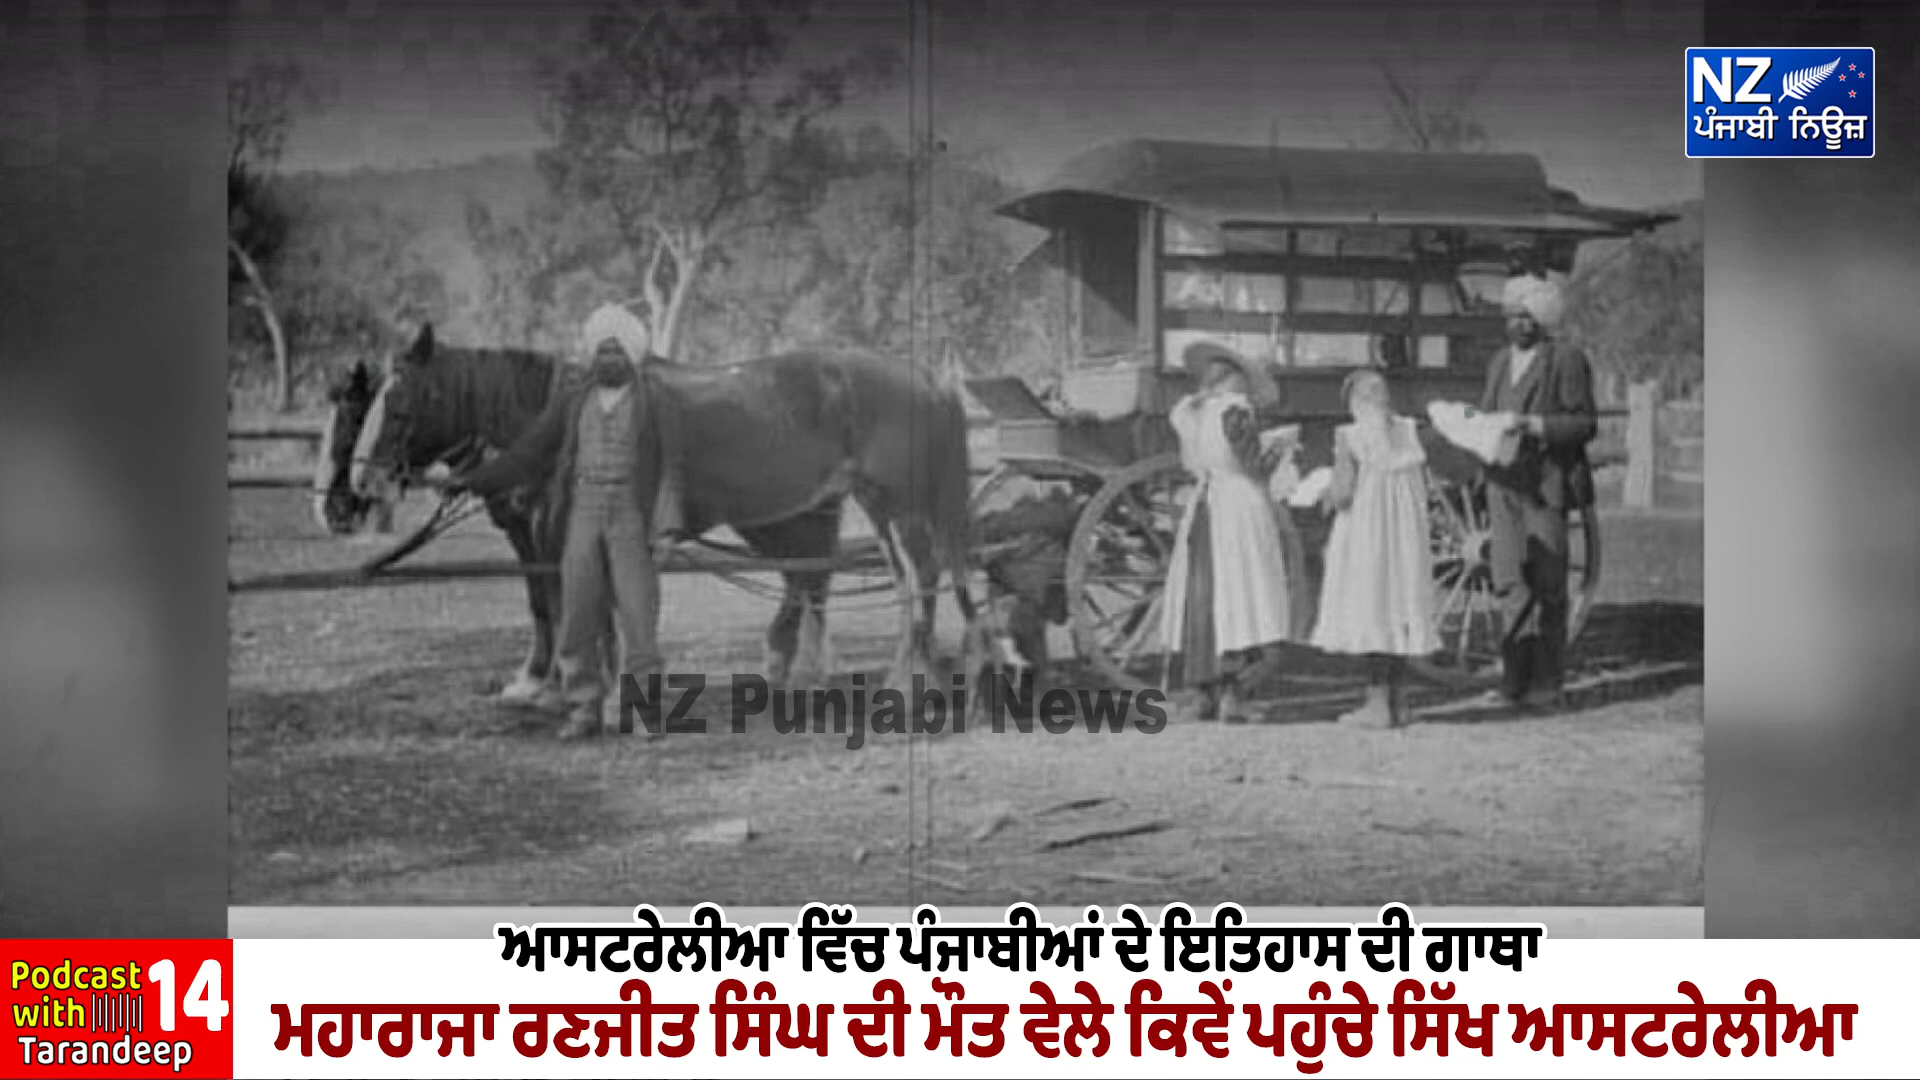 NZ
ਪੰਜਾਬੀ ਨਿਊਜ਼
NZ Punjabi News
ਆਸਟਰੇਲੀਆ ਵਿੱਚ ਪੰਜਾਬੀਆਂ ਦੇ ਇਤਿਹਾਸ ਦੀ ਗਾਥਾ
ਮਹਾਰਾਜਾ ਰਣਜੀਤ ਸਿੰਘ ਦੀ ਮੌਤ ਵੇਲੇ ਕਿਵੇਂ ਪਹੁੰਚੇ ਸਿੱਖ ਆਸਟਰੇਲੀਆ
Podcast
with 14
Tarandeep